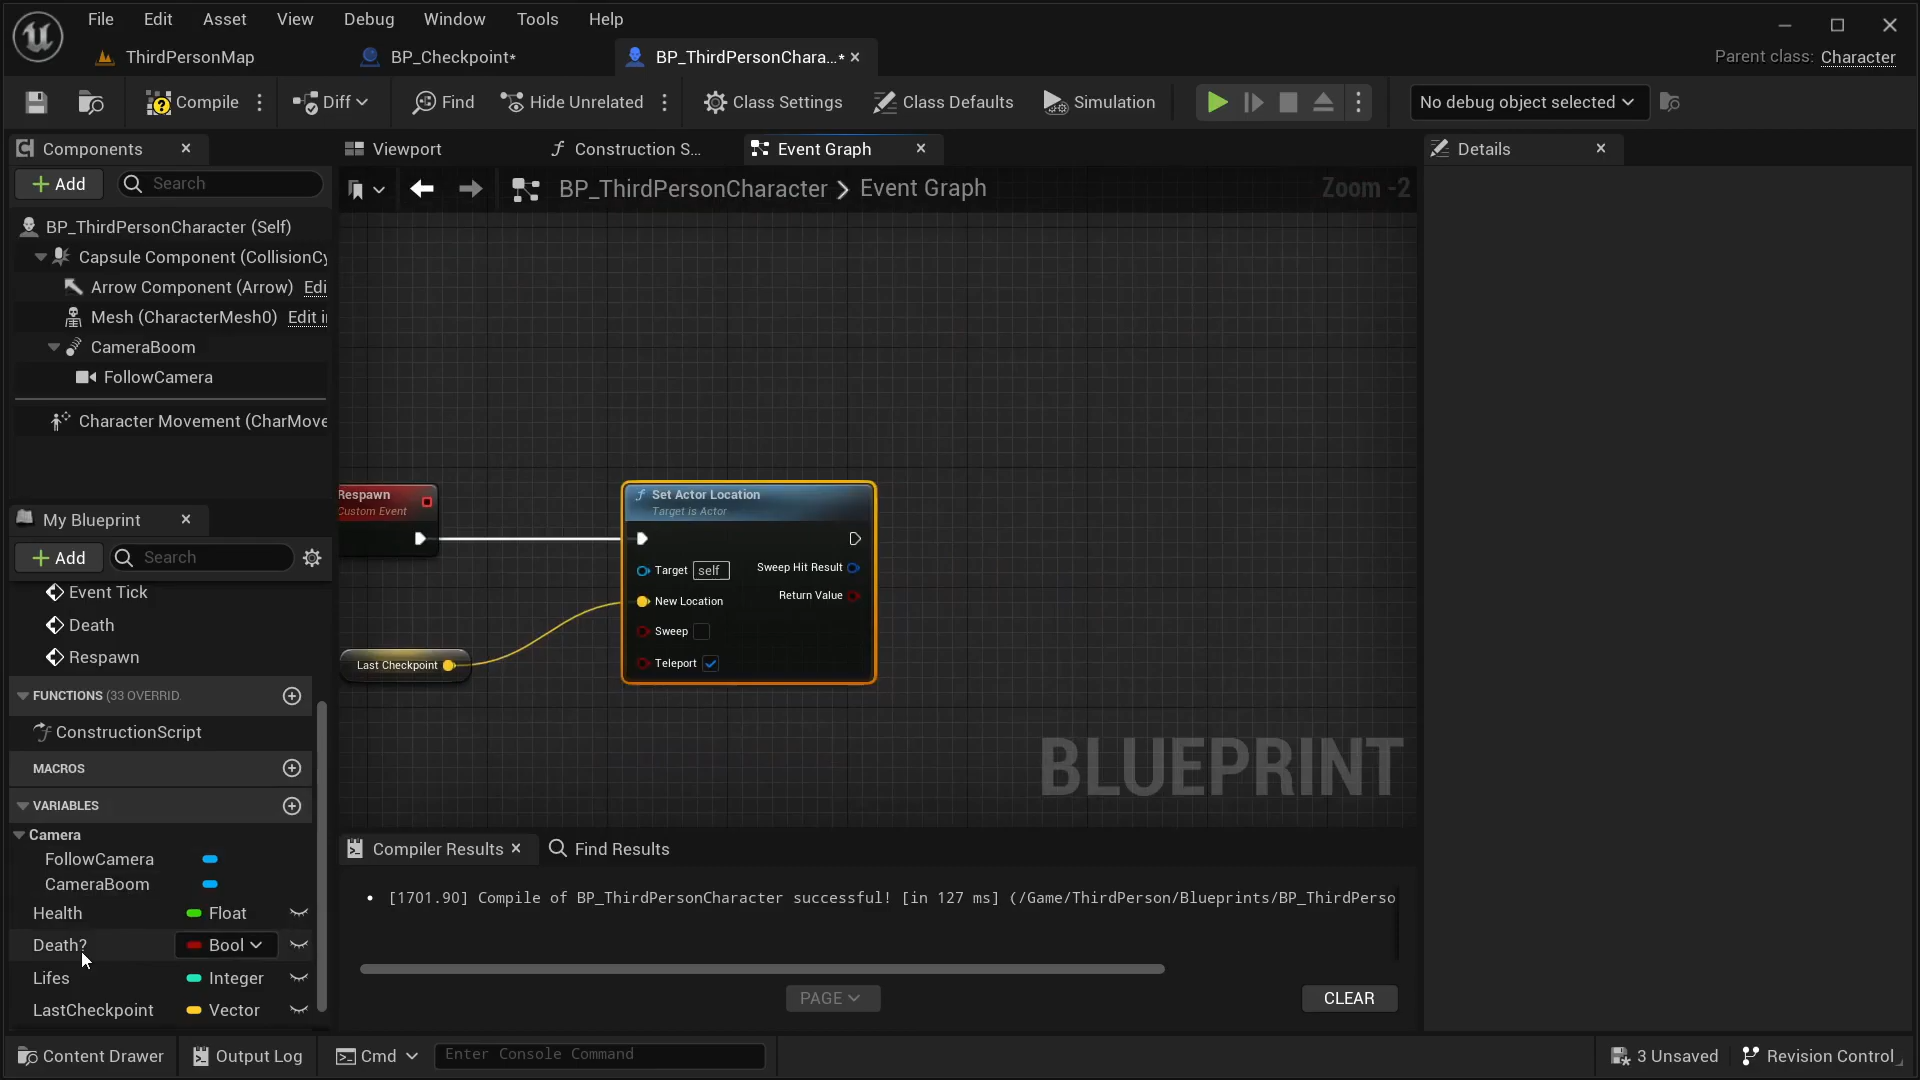 File Edit Asset View Debug Window Tools Help
ThirdPersonMap BP_Checkpoint* BP_ThirdPersonChara...* Parent class: Character
Compile Diff Find Hide Unrelated Class Settings Class Defaults Simulation No debug object selected
Components Viewport Construction S... Event Graph Details
Add Search BP_ThirdPersonCharacter Event Graph Zoom -2
BP_ThirdPersonCharacter (Self)
Capsule Component (CollisionCy
Arrow Component (Arrow) Edi
Mesh (CharacterMesh0) Edit i
CameraBoom
FollowCamera
Character Movement (CharMove
Respawn
Custom Event
Set Actor Location
Target is Actor
Target self Sweep Hit Result
New Location Return Value
Sweep
Teleport
Last Checkpoint
BLUEPRINT
My Blueprint
Add Search
Event Tick
Death
Respawn
FUNCTIONS (33 OVERRID
ConstructionScript
MACROS
VARIABLES
Camera
FollowCamera
CameraBoom
Health Float
Death? Bool
Lifes Integer
LastCheckpoint Vector
Compiler Results Find Results
[1701.90] Compile of BP_ThirdPersonCharacter successful! [in 127 ms] (/Game/ThirdPerson/Blueprints/BP_ThirdPerso
PAGE CLEAR
Content Drawer Output Log Cmd Enter Console Command 3 Unsaved Revision Control